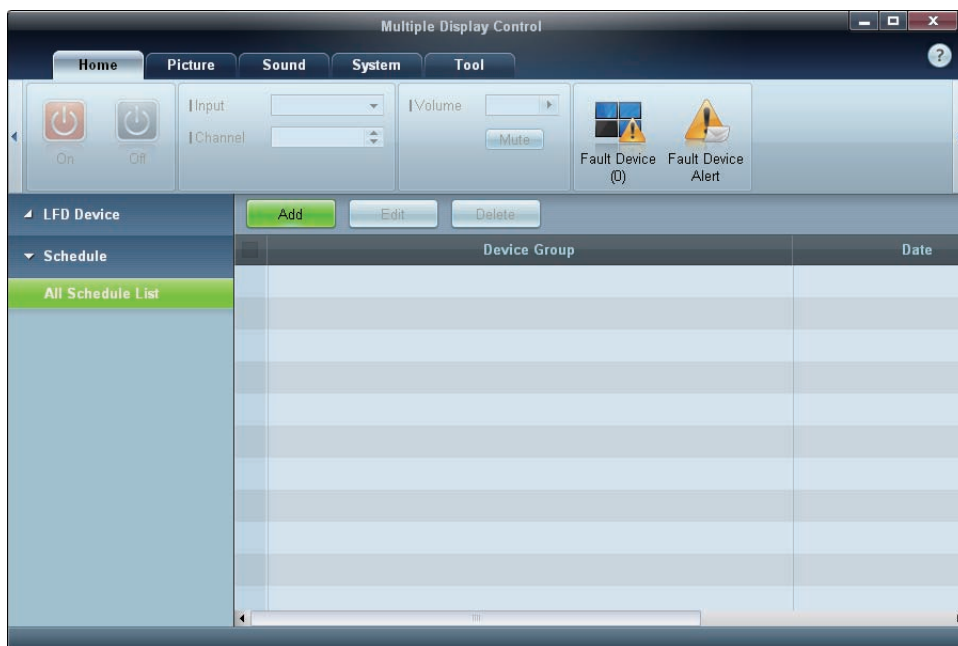 Multiple Display Control
Home Picture Sound System Tool
On Off
Input
Channel
Volume
Mute
Fault Device
(0)
Fault Device
Alert
LFD Device
Schedule
All Schedule List
Add Edit Delete
Device Group Date